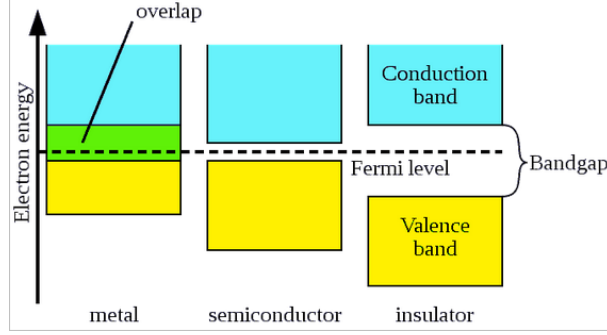 overlap
Electron energy
Conduction
band
Fermi level
Bandgap
Valence
band
metal
semiconductor
insulator